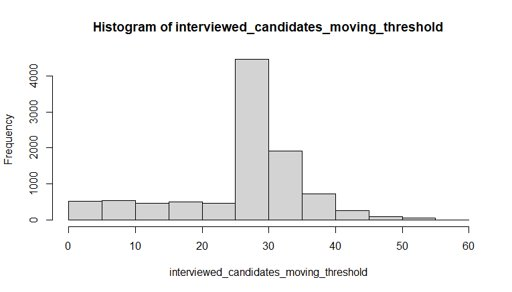 Histogram of interviewed_candidates_moving_threshold
Frequency
4000
3000
2000
1000
0
0 10 20 30 40 50 60
interviewed_candidates_moving_threshold